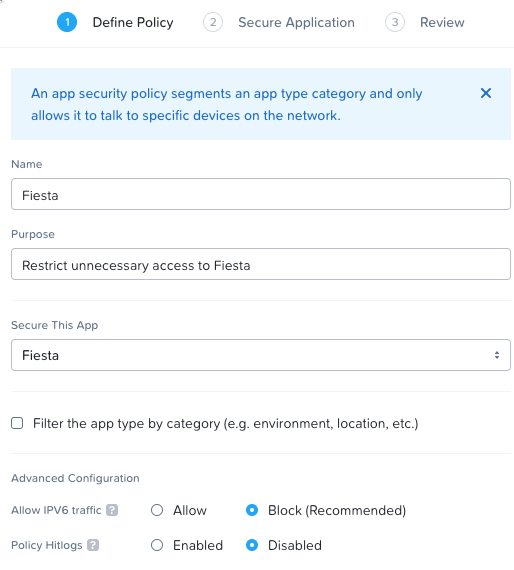 1 Define Policy 2 Secure Application 3 Review
An app security policy segments an app type category and only
allows it to talk to specific devices on the network.
Name
Fiesta
Purpose
Restrict unnecessary access to Fiesta
Secure This App
Fiesta
Filter the app type by category (e.g. environment, location, etc.)
Advanced Configuration
Allow IPV6 traffic ? Allow Block (Recommended)
Policy Hitlogs ? Enabled Disabled